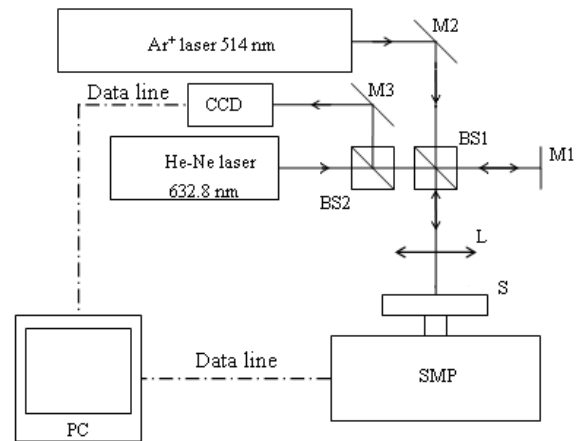 Ar+ laser 514 nm
M2
Data line
CCD
M3
He-Ne laser
632.8 nm
BS2
BS1
M1
L
S
Data line
SMP
PC